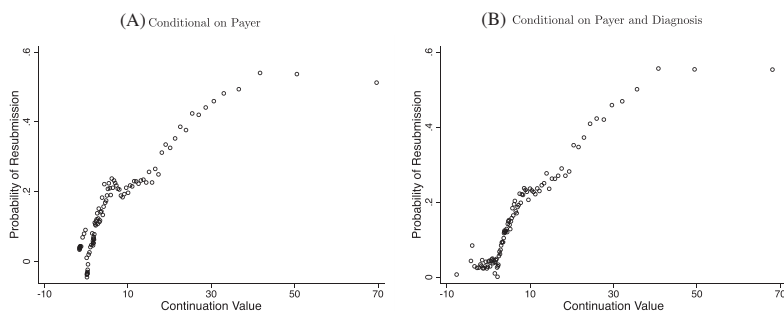 (A) Conditional on Payer
Probability of Resubmission
.6
.4
.2
0
-10 10 30 50 70
Continuation Value
(B) Conditional on Payer and Diagnosis
Probability of Resubmission
.6
.4
.2
0
-10 10 30 50 70
Continuation Value